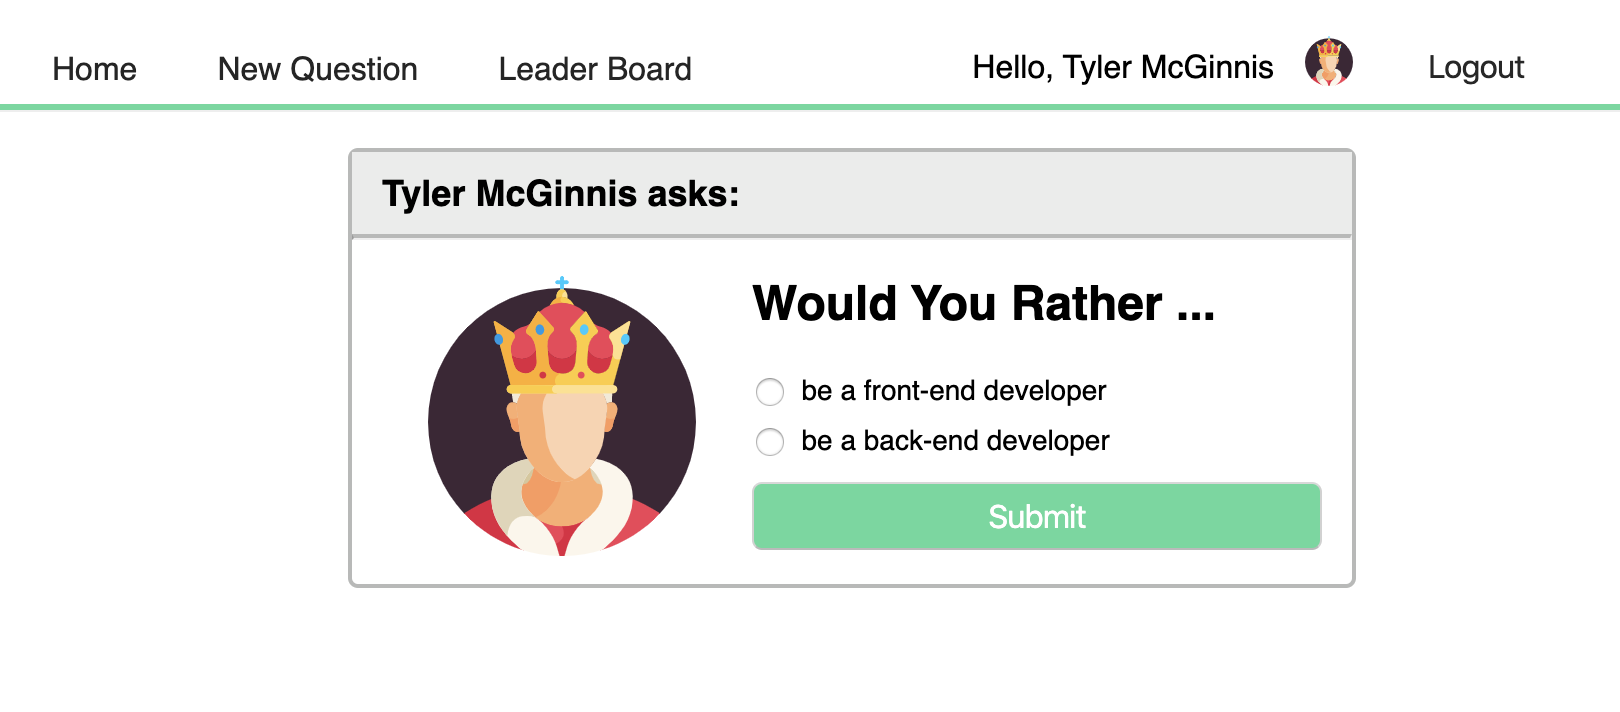 Home New Question Leader Board Hello, Tyler McGinnis Logout
Tyler McGinnis asks:
Would You Rather ...
be a front-end developer
be a back-end developer
Submit